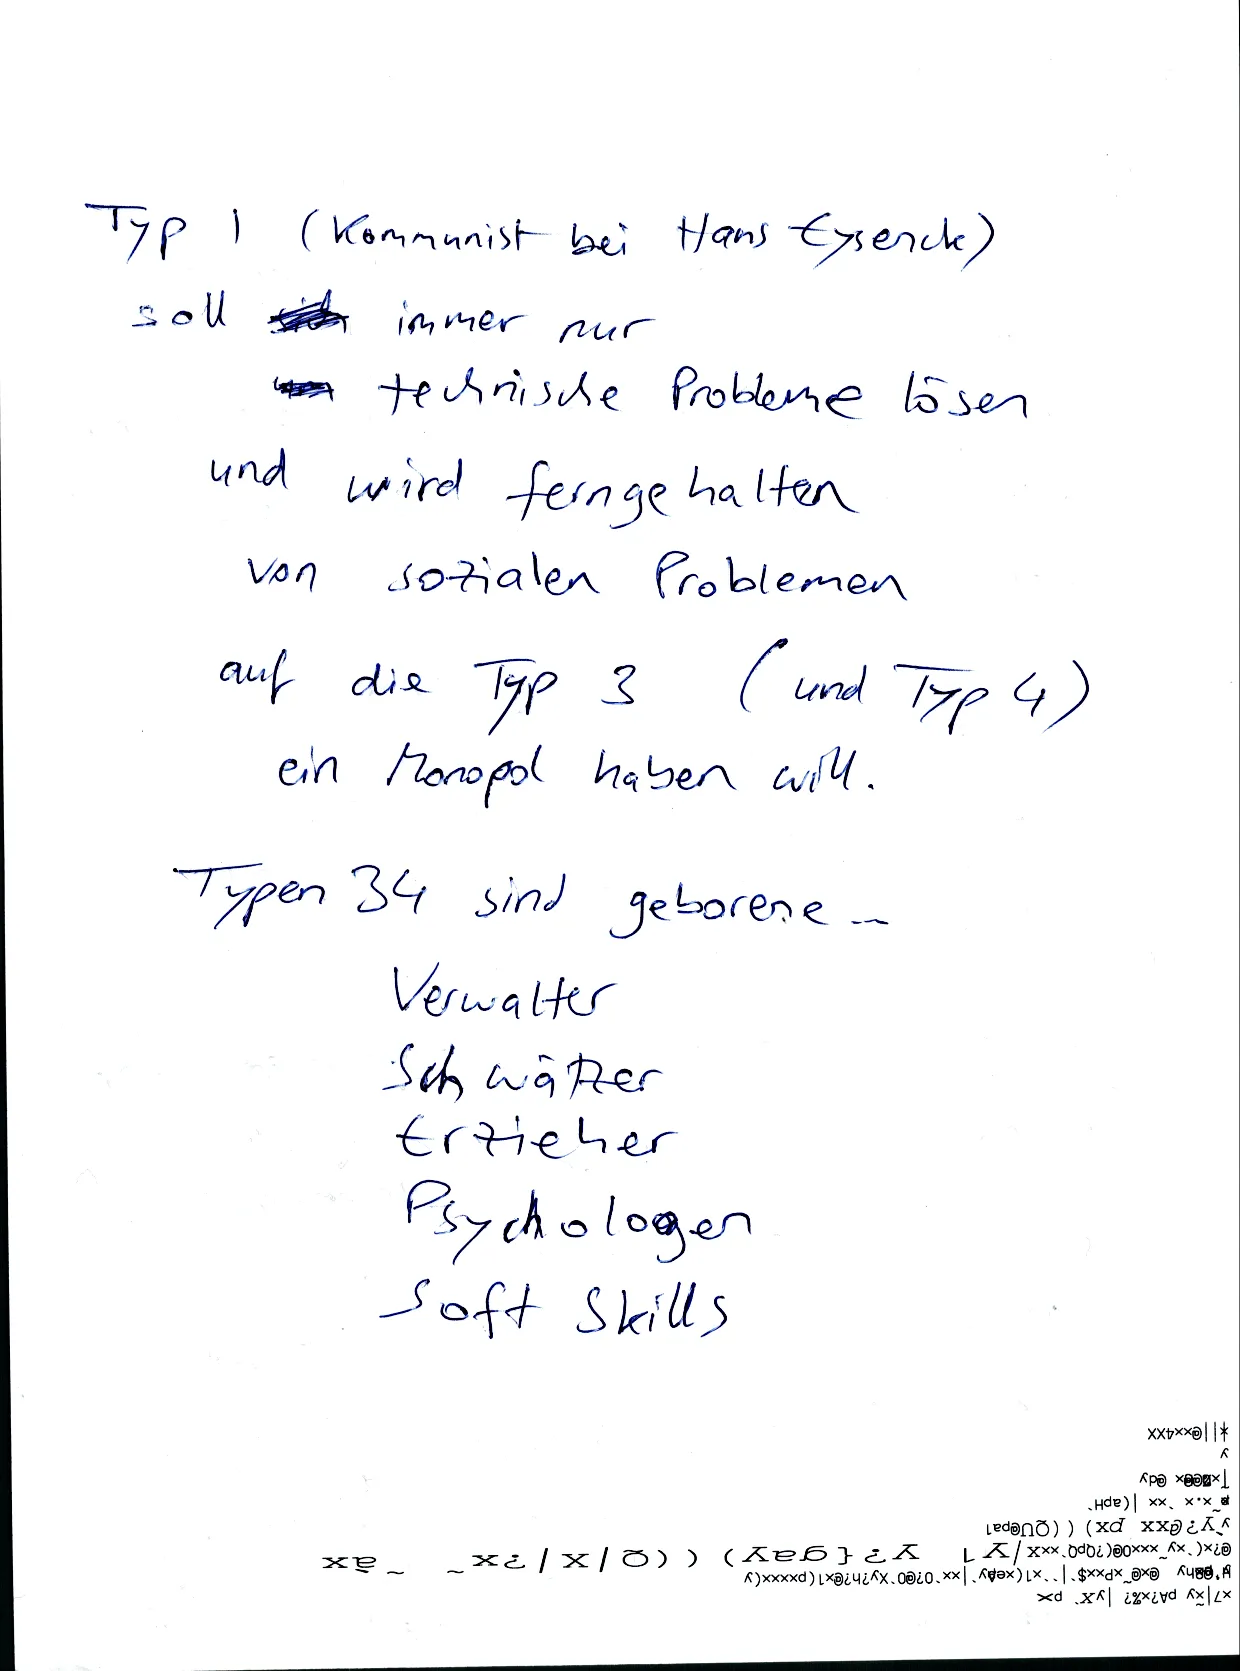 Typ 1 (Kommunist bei Hans Eysenck)
soll immer nur
technische Probleme lösen
und wird ferngehalten
von sozialen Problemen
auf die Typ 3 (und Typ 4)
ein Monopol haben will.
Typen 34 sind geborene ...
Verwalter
Schwätzer
Erzieher
Psychologen
Soft Skills